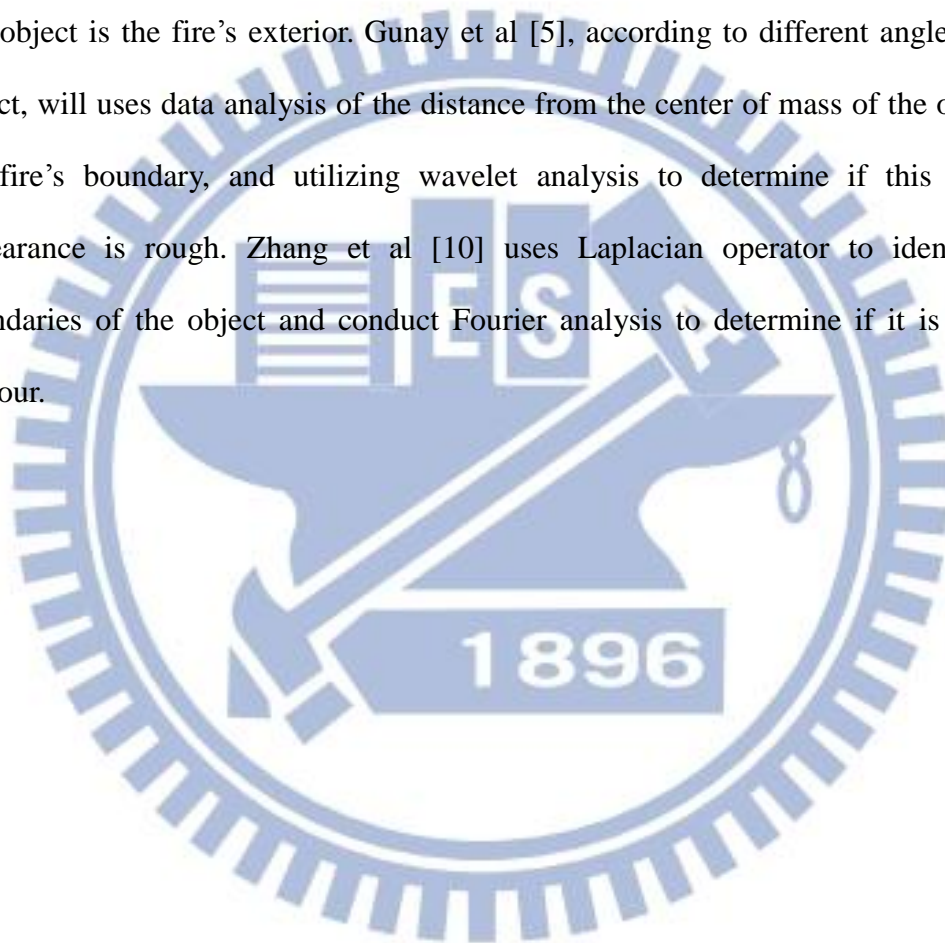 object is the fire's exterior. Gunay et al [5], according to different angle
ct, will uses data analysis of the distance from the center of mass of the o
fire's boundary, and utilizing wavelet analysis to determine if this
earance is rough. Zhang et al [10] uses Laplacian operator to iden
ndaries of the object and conduct Fourier analysis to determine if it is
our.
E S A
1896